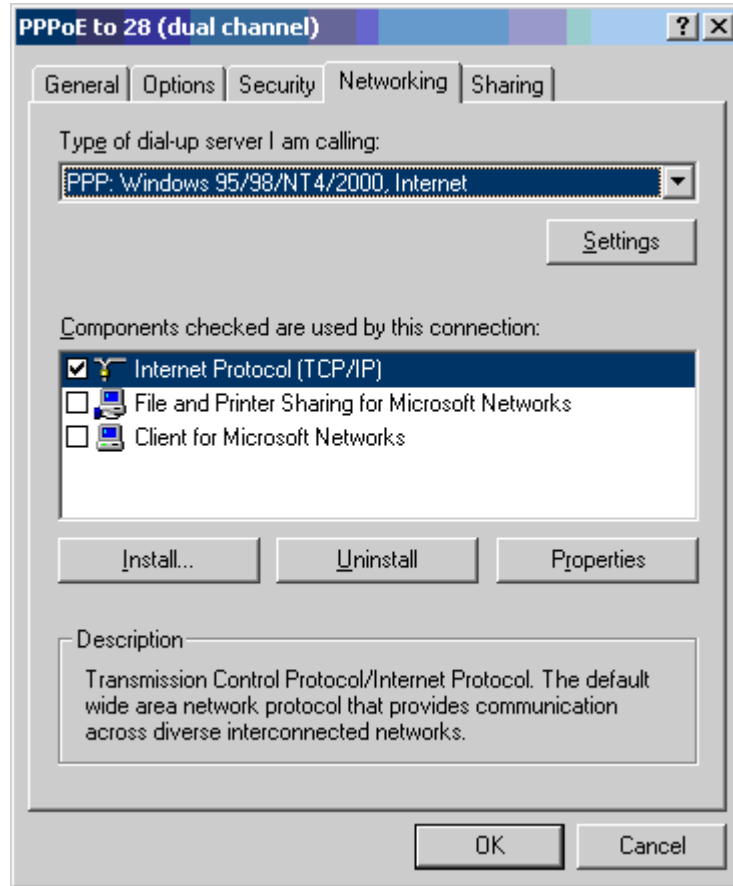 PPPoE to 28 (dual channel)
General Options Security Networking Sharing
Type of dial-up server I am calling:
PPP: Windows 95/98/NT4/2000, Internet
Settings
Components checked are used by this connection:
Internet Protocol (TCP/IP)
File and Printer Sharing for Microsoft Networks
Client for Microsoft Networks
Install... Uninstall Properties
Description
Transmission Control Protocol/Internet Protocol. The default
wide area network protocol that provides communication
across diverse interconnected networks.
OK Cancel